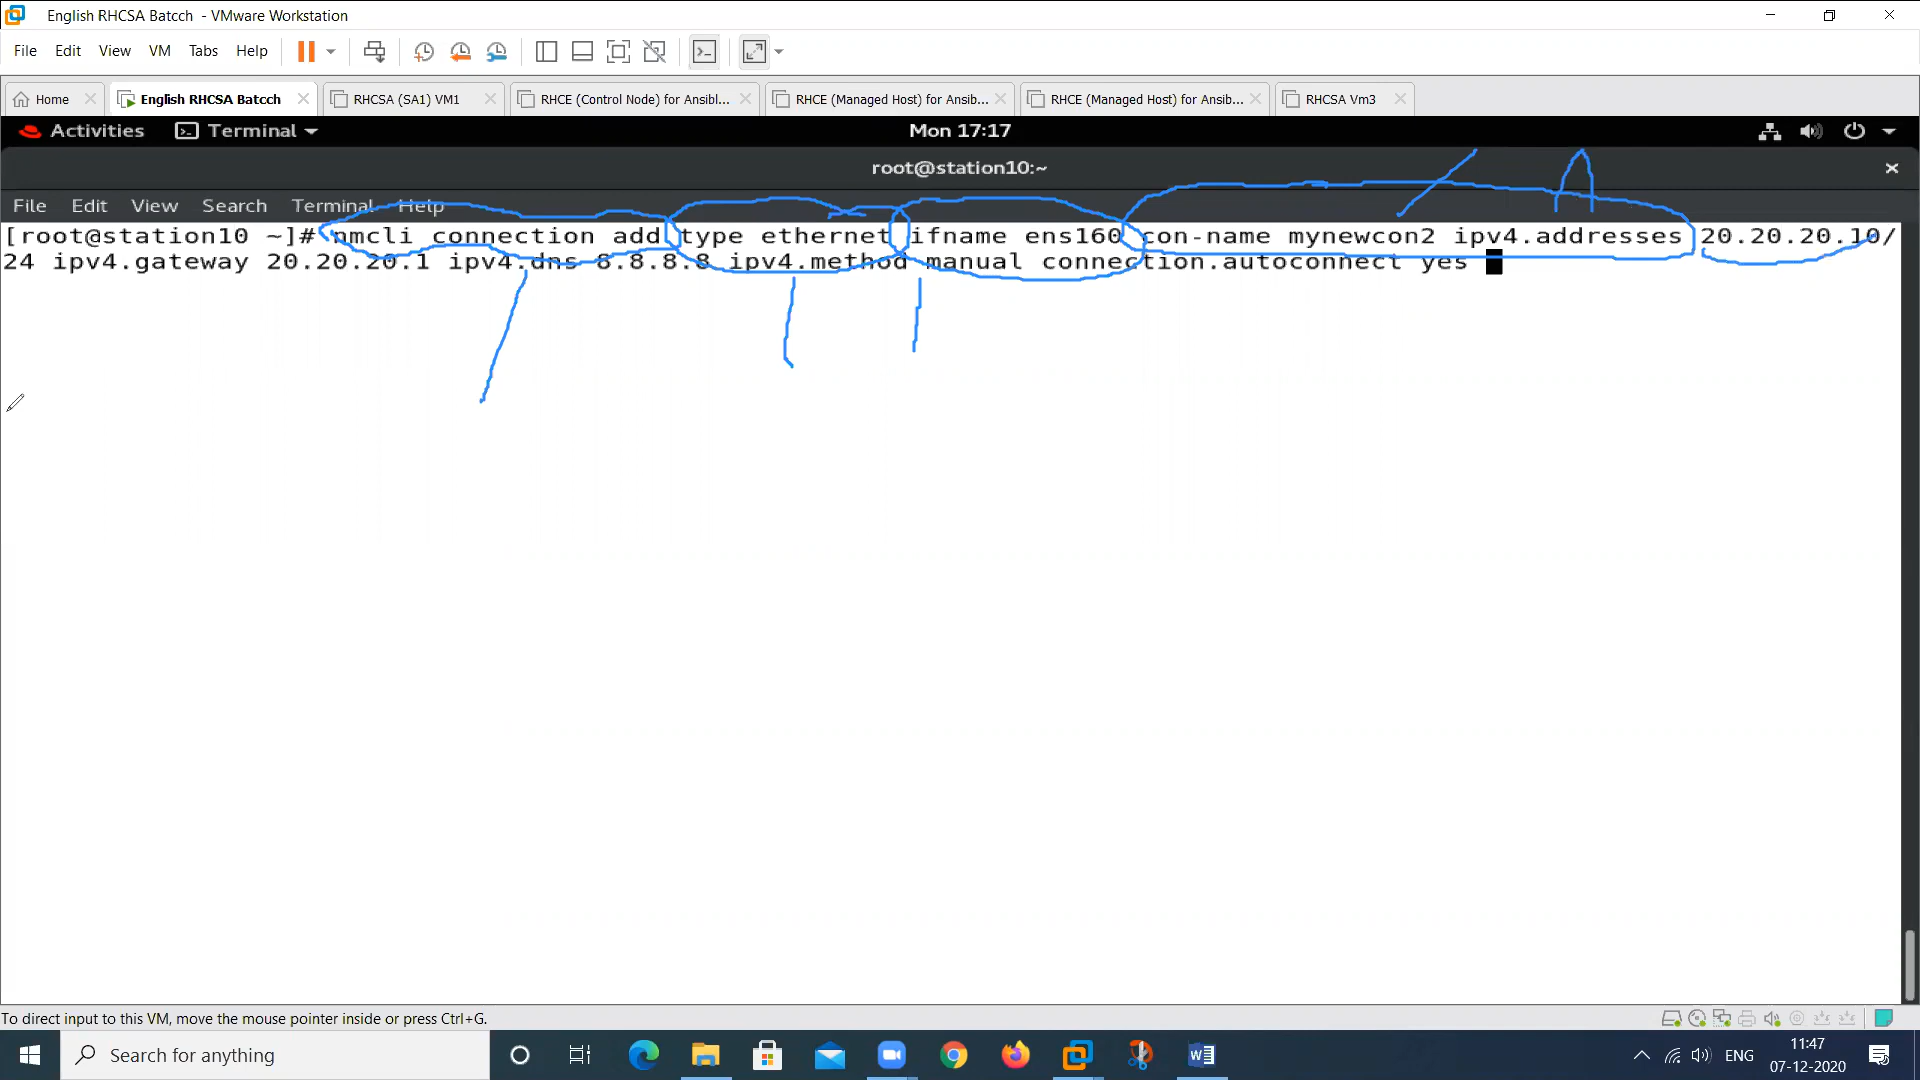 English RHCSA Batcch - VMware Workstation
File Edit View VM Tabs Help
Home English RHCSA Batcch RHCSA (SA1) VM1 RHCE (Control Node) for Ansibl... RHCE (Managed Host) for Ansib... RHCE (Managed Host) for Ansib... RHCSA Vm3
Activities Terminal Mon 17:17
root@station10:~
File Edit View Search Terminal Help
[root@station10 ~]# nmcli connection add type ethernet ifname ens160 con-name mynewcon2 ipv4.addresses 20.20.20.10/
24 ipv4.gateway 20.20.20.1 ipv4.dns 8.8.8.8 ipv4.method manual connection.autoconnect yes
To direct input to this VM, move the mouse pointer inside or press Ctrl+G.
Search for anything
ENG
11:47
07-12-2020